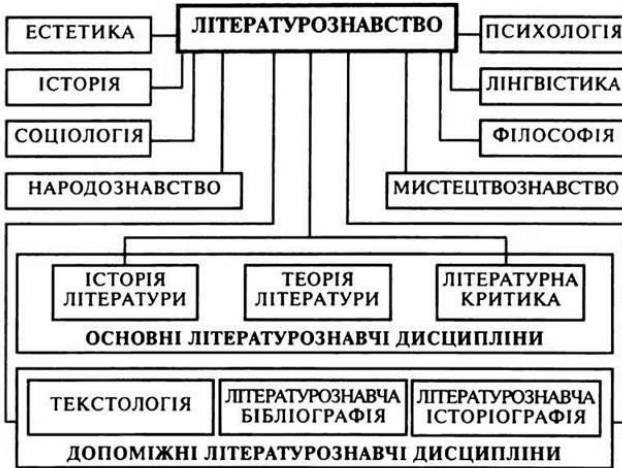 ЛІТЕРАТУРОЗНАВСТВО
ЕСТЕТИКА
ПСИХОЛОГІЯ
ІСТОРІЯ
ЛІНГВІСТИКА
СОЦІОЛОГІЯ
ФІЛОСОФІЯ
НАРОДОЗНАВСТВО
МИСТЕЦТВОЗНАВСТВО
ІСТОРІЯ
ЛІТЕРАТУРИ
ТЕОРІЯ
ЛІТЕРАТУРИ
ЛІТЕРАТУРНА
КРИТИКА
ОСНОВНІ ЛІТЕРАТУРОЗНАВЧІ ДИСЦИПЛІНИ
ТЕКСТОЛОГІЯ
ЛІТЕРАТУРОЗНАВЧА
БІБЛІОГРАФІЯ
ЛІТЕРАТУРОЗНАВЧА
ІСТОРІОГРАФІЯ
ДОПОМІЖНІ ЛІТЕРАТУРОЗНАВЧІ ДИСЦИПЛІНИ